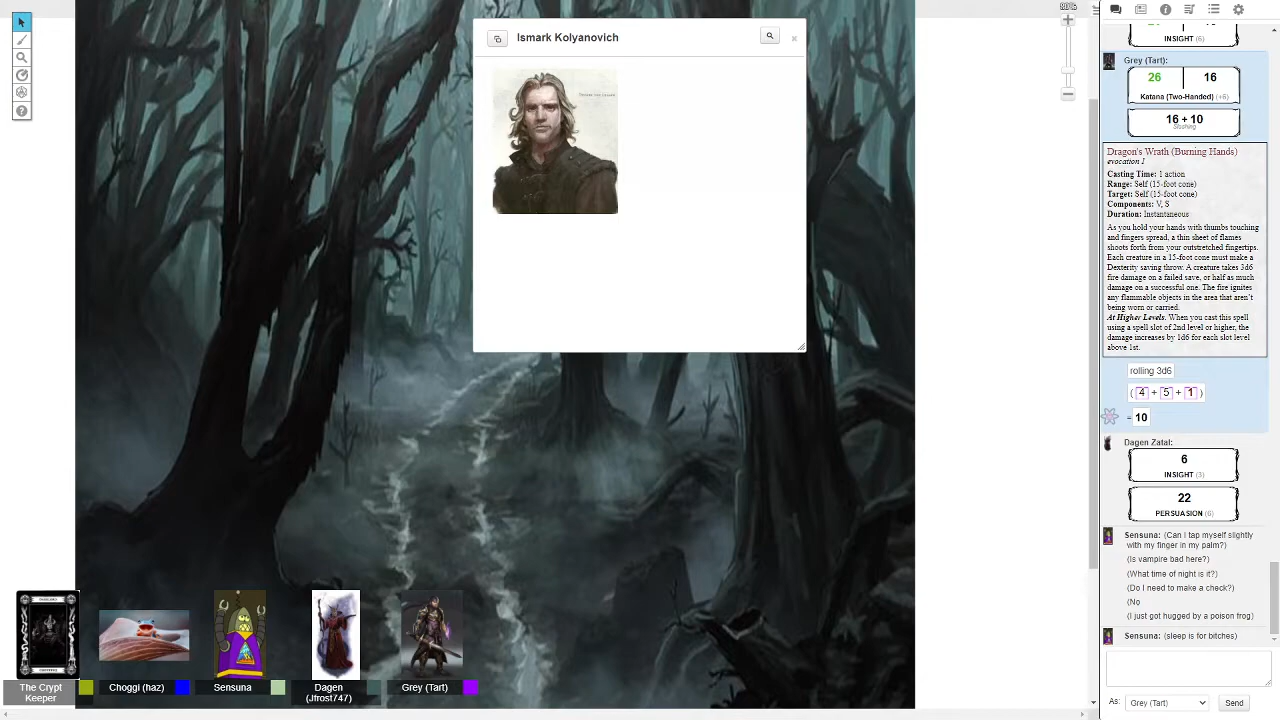 Ismark Kolyanovich
The Crypt
Keeper
Choggi (haz)
Sensuna
Dagen
(Jfrost747)
Grey (Tart)
INSIGHT (3)
Grey (Tart):
26 16
Katana (Two-Handed) (+6)
16 + 10
Slashing
Dragon's Wrath (Burning Hands)
evocation 1
Casting Time: 1 action
Range: Self (15-foot cone)
Target: Self (15-foot cone)
Components: V, S
Duration: Instantaneous
As you hold your hands with thumbs touching
and fingers spread, a thin sheet of flames
shoots forth from your outstretched fingertips.
Each creature in a 15-foot cone must make a
Dexterity saving throw. A creature takes 3d6
fire damage on a failed save, or half as much
damage on a successful one. The fire ignites
any flammable objects in the area that
aren't being worn or carried.
At Higher Levels. When you cast this spell
using a spell slot of 2nd level or higher, the
damage increases by 1d6 for each slot level
above 1st.
rolling 3d6
(4+5+1)
= 10
Dagen Zatal:
6
INSIGHT (3)
22
PERSUASION (6)
Sensuna: (Can I tap myself slightly
with my finger in my palm?)
(Is vampire bad here?)
(What time of night is it?)
(Do I need to make a check?)
(No
(I just got hugged by a poison frog)
Sensuna: (sleep is for bitches)
As: Grey (Tart)
Send